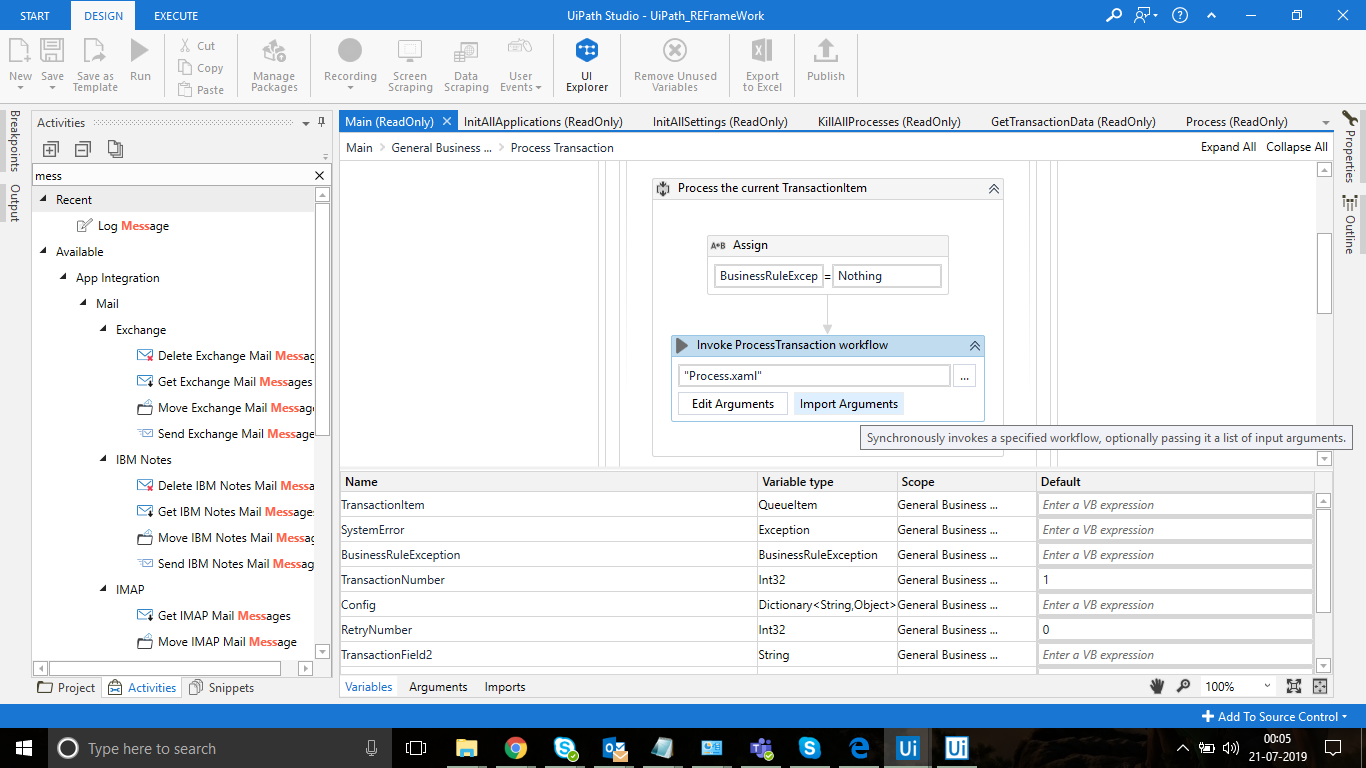 START DESIGN EXECUTE UiPath Studio - UiPath_REFrameWork
New Save Save as Template Run Cut Copy Paste Manage Packages Recording Screen Scraping Data Scraping User Events UI Explorer Remove Unused Variables Export to Excel Publish
Breakpoints
Output
Activities
mess
Recent
Log Message
Available
App Integration
Mail
Exchange
Delete Exchange Mail Messag
Get Exchange Mail Messages
Move Exchange Mail Message
Send Exchange Mail Message
IBM Notes
Delete IBM Notes Mail Messa
Get IBM Notes Mail Messages
Move IBM Notes Mail Messag
Send IBM Notes Mail Messag
IMAP
Get IMAP Mail Messages
Move IMAP Mail Message
Project Activities Snippets
Main (ReadOnly) InitAllApplications (ReadOnly) InitAllSettings (ReadOnly) KillAllProcesses (ReadOnly) GetTransactionData (ReadOnly) Process (ReadOnly)
Main General Business ... Process Transaction Expand All Collapse All
Process the current TransactionItem
A+B Assign
BusinessRuleExcep = Nothing
Invoke ProcessTransaction workflow
"Process.xaml" ...
Edit Arguments Import Arguments
Synchronously invokes a specified workflow, optionally passing it a list of input arguments.
Name Variable type Scope Default
TransactionItem QueueItem General Business ... Enter a VB expression
SystemError Exception General Business ... Enter a VB expression
BusinessRuleException BusinessRuleException General Business ... Enter a VB expression
TransactionNumber Int32 General Business ... 1
Config Dictionary<String,Object> General Business ... Enter a VB expression
RetryNumber Int32 General Business ... 0
TransactionField2 String General Business ... Enter a VB expression
Variables Arguments Imports 100%
Properties
Outline
Add To Source Control
Type here to search
Ui Ui
00:05
21-07-2019